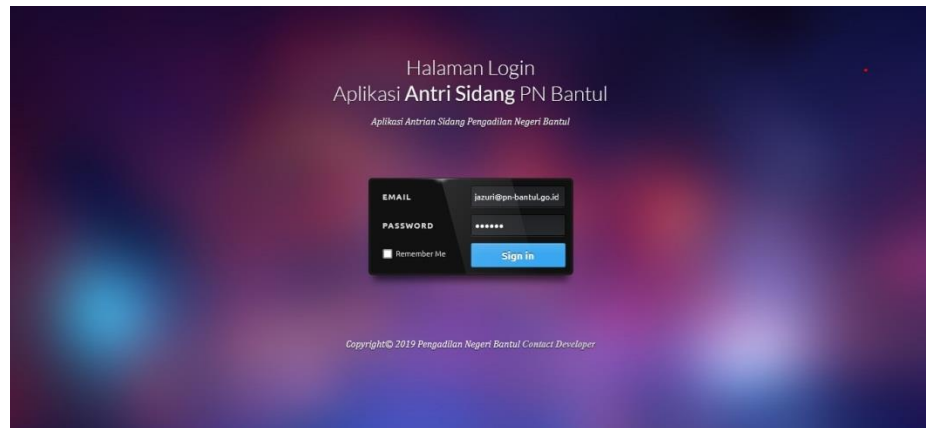 Halaman Login
Aplikasi Antri Sidang PN Bantul
Aplikasi Antrian Sidang Pengadilan Negeri Bantul
EMAIL jazuri@pn-bantul.go.id
PASSWORD ••••••
Remember Me Sign in
Copyright© 2019 Pengadilan Negeri Bantul Contact Developer